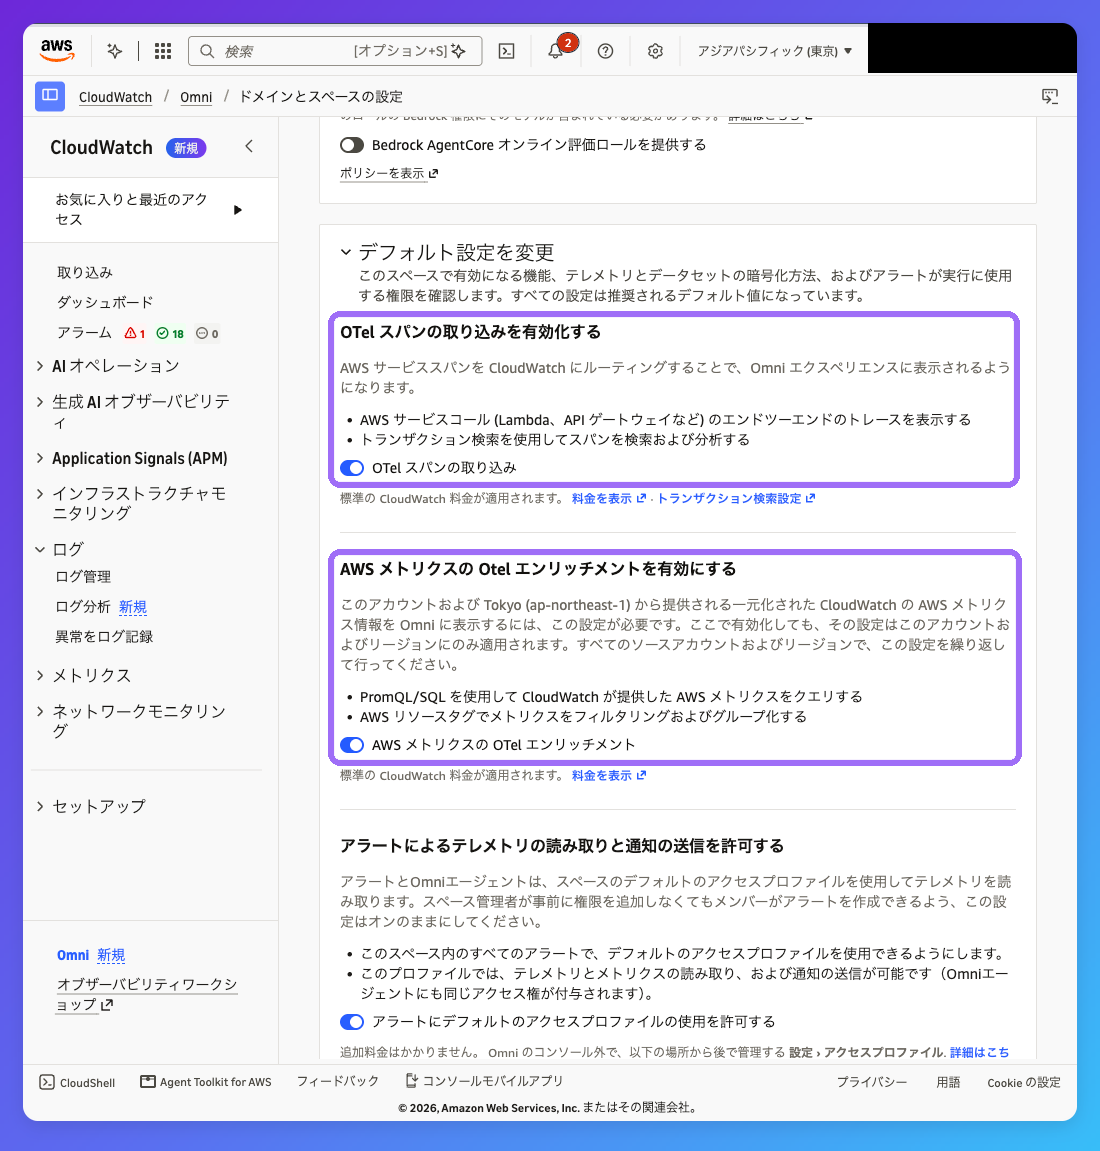 aws
検索 [オプション+S]
2
アジアパシフィック (東京) ▼
CloudWatch / Omni / ドメインとスペースの設定
CloudWatch 新規
お気に入りと最近のアク
セス
取り込み
ダッシュボード
アラーム 1 18 0
AI オペレーション
生成 AI オブザーバビリテ
ィ
Application Signals (APM)
インフラストラクチャモ
ニタリング
ログ
ログ管理
ログ分析 新規
異常をログ記録
メトリクス
ネットワークモニタリン
グ
セットアップ
Omni 新規
オブザーバビリティワークシ
ョップ
Bedrock AgentCore オンライン評価ロールを提供する
ポリシーを表示
デフォルト設定を変更
このスペースで有効になる機能、テレメトリとデータセットの暗号化方法、およびアラートが実行に使用
する権限を確認します。すべての設定は推奨されるデフォルト値になっています。
OTel スパンの取り込みを有効化する
AWS サービススパンを CloudWatch にルーティングすることで、Omni エクスペリエンスに表示されるよう
になります。
• AWS サービスコール (Lambda、API ゲートウェイなど) のエンドツーエンドのトレースを表示する
• トランザクション検索を使用してスパンを検索および分析する
OTel スパンの取り込み
標準の CloudWatch 料金が適用されます。 料金を表示 · トランザクション検索設定
AWS メトリクスの Otel エンリッチメントを有効にする
このアカウントおよび Tokyo (ap-northeast-1) から提供される一元化された CloudWatch の AWS メトリク
ス情報を Omni に表示するには、この設定が必要です。ここで有効化しても、その設定はこのアカウントお
よびリージョンにのみ適用されます。すべてのソースアカウントおよびリージョンで、この設定を繰り返し
て行ってください。
• PromQL/SQL を使用して CloudWatch が提供した AWS メトリクスをクエリする
• AWS リソースタグでメトリクスをフィルタリングおよびグループ化する
AWS メトリクスの OTel エンリッチメント
標準の CloudWatch 料金が適用されます。 料金を表示
アラートによるテレメトリの読み取りと通知の送信を許可する
アラートとOmniエージェントは、スペースのデフォルトのアクセスプロファイルを使用してテレメトリを読
み取ります。スペース管理者が事前に権限を追加しなくてもメンバーがアラートを作成できるよう、この設
定はオンのままにしてください。
• このスペース内のすべてのアラートで、デフォルトのアクセスプロファイルを使用できるようにします。
• このプロファイルでは、テレメトリとメトリクスの読み取り、および通知の送信が可能です（Omniエー
ジェントにも同じアクセス権が付与されます）。
アラートにデフォルトのアクセスプロファイルの使用を許可する
追加料金はかかりません。 Omni のコンソール外で、以下の場所から後で管理する 設定 › アクセスプロファイル. 詳細はこち
CloudShell Agent Toolkit for AWS フィードバック コンソールモバイルアプリ プライバシー 用語 Cookie の設定
© 2026, Amazon Web Services, Inc. またはその関連会社。